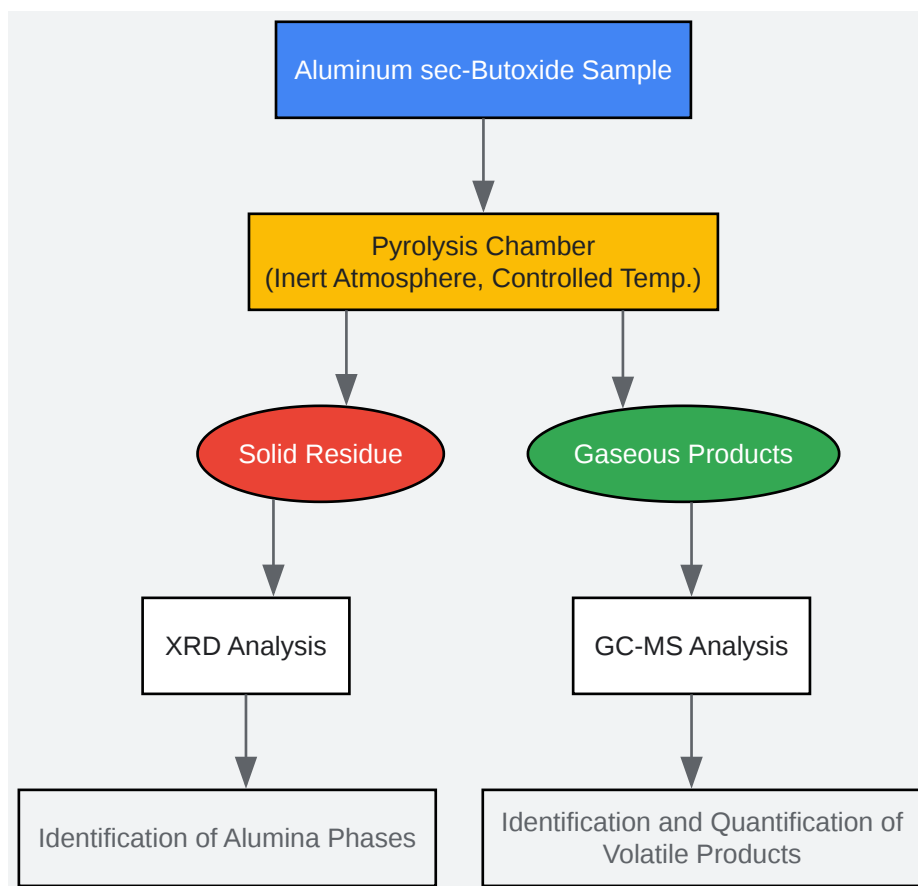 Aluminum sec-Butoxide Sample
Pyrolysis Chamber
(Inert Atmosphere, Controlled Temp.)
Solid Residue
Gaseous Products
XRD Analysis
GC-MS Analysis
Identification of Alumina Phases
Identification and Quantification of
Volatile Products